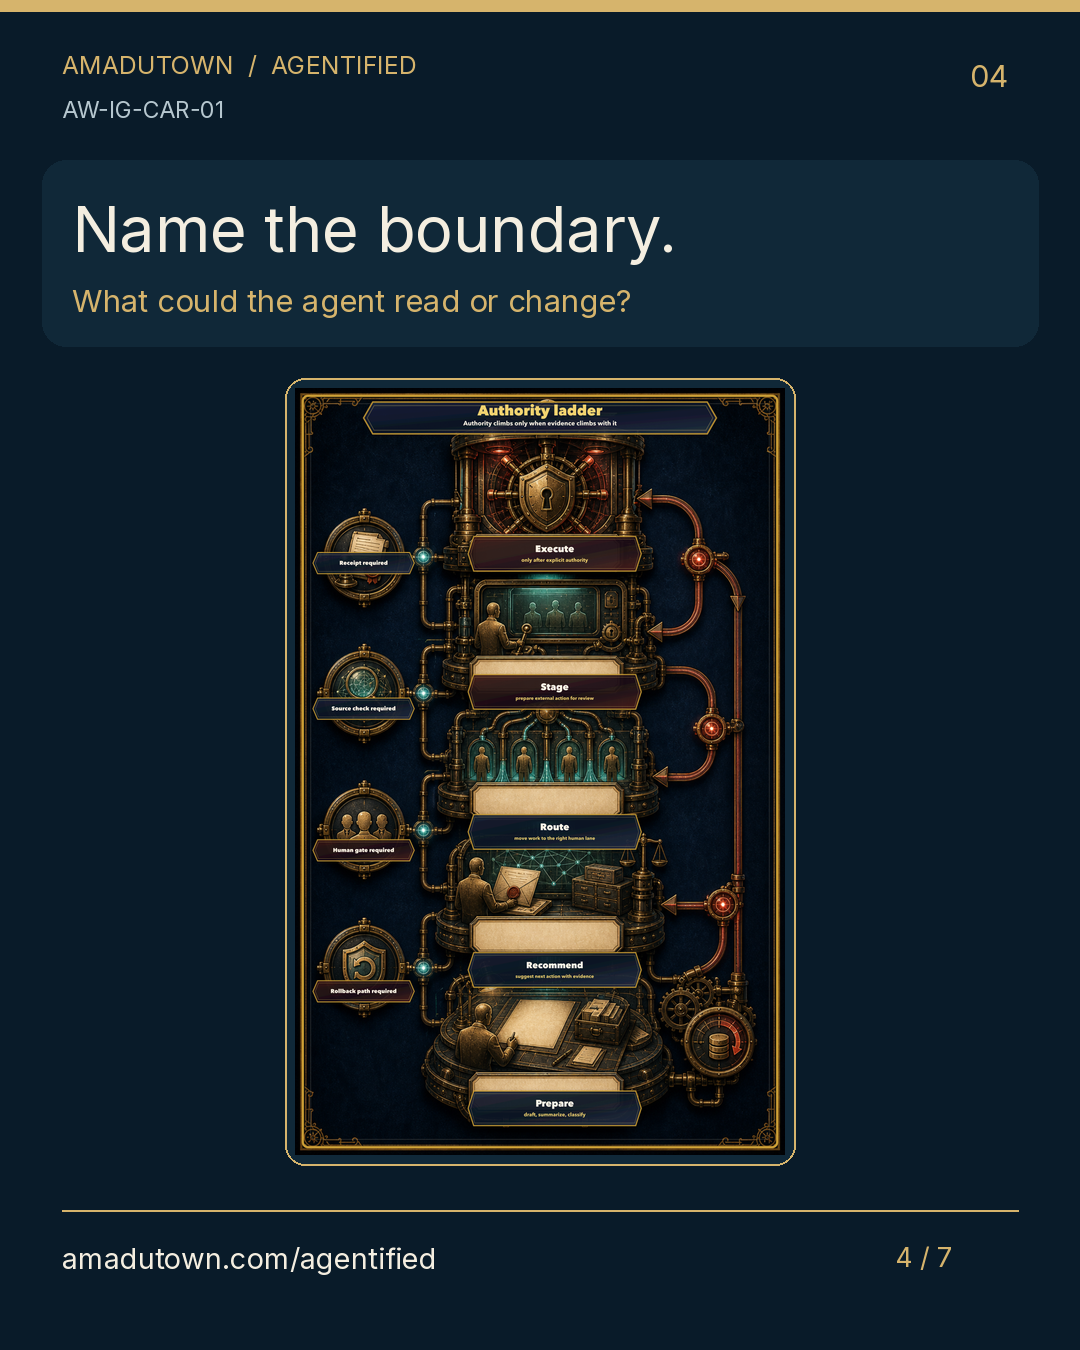 AMADUTOWN / AGENTIFIED
AW-IG-CAR-01
04
Name the boundary.
What could the agent read or change?
Authority ladder
Authority climbs only when evidence climbs with it
Execute
only after explicit authority
Receipt required
Stage
prepare external action for review
Source check required
Route
move work to the right human lane
Human gate required
Recommend
suggest next action with evidence
Rollback path required
Prepare
draft, summarize, classify
amadutown.com/agentified
4 / 7